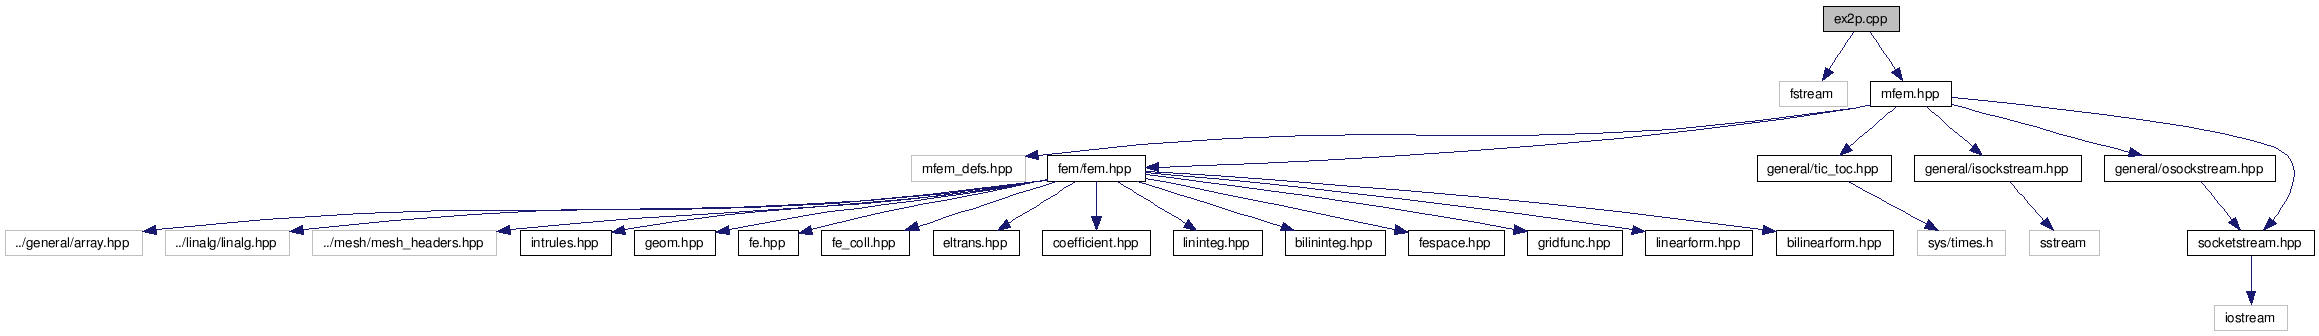 ex2p.cpp
fstream
mfem.hpp
mfem_defs.hpp
fem/fem.hpp
general/tic_toc.hpp
general/isockstream.hpp
general/osockstream.hpp
../general/array.hpp
../linalg/linalg.hpp
../mesh/mesh_headers.hpp
intrules.hpp
geom.hpp
fe.hpp
fe_coll.hpp
eltrans.hpp
coefficient.hpp
lininteg.hpp
bilininteg.hpp
fespace.hpp
gridfunc.hpp
linearform.hpp
bilinearform.hpp
sys/times.h
sstream
socketstream.hpp
iostream